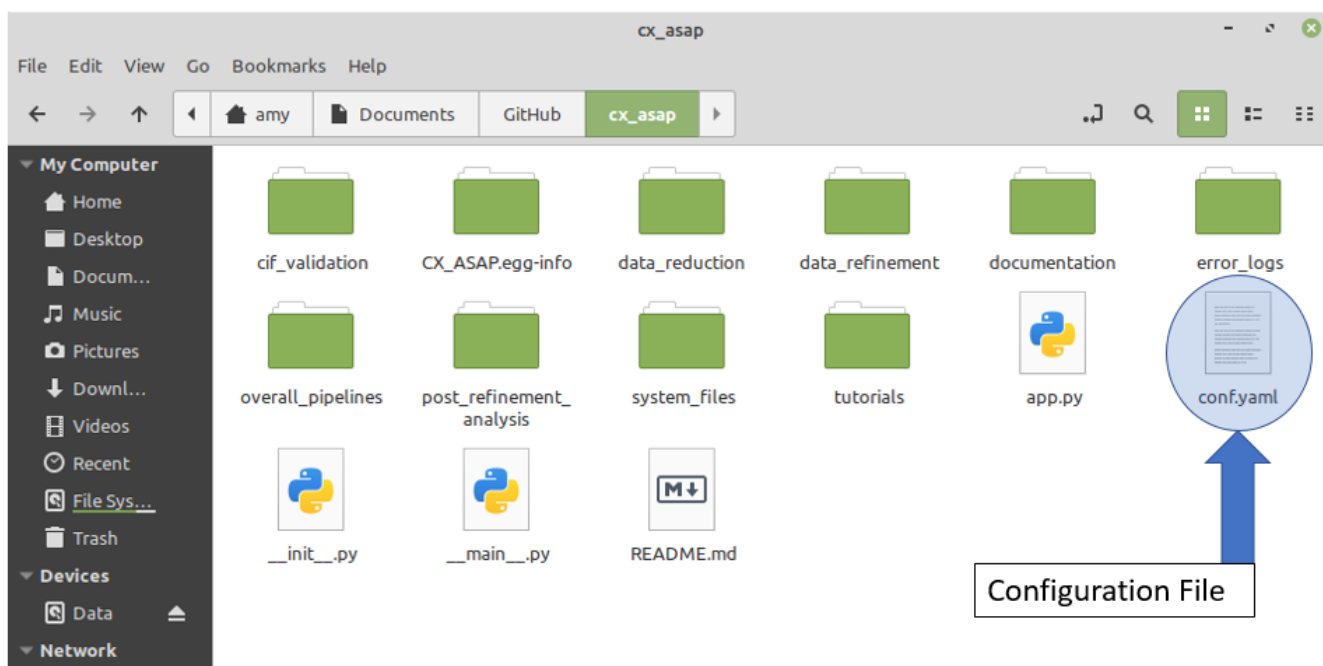 cx_asap
File Edit View Go Bookmarks Help
amy Documents GitHub cx_asap
My Computer
Home
Desktop
Docum...
Music
Pictures
Downl...
Videos
Recent
File Sys...
Trash
Devices
Data
Network
cif_validation CX_ASAP.egg-info data_reduction data_refinement documentation error_logs
overall_pipelines post_refinement_ system_files tutorials app.py conf.yaml
analysis
__init__.py __main__.py README.md
M
Configuration File